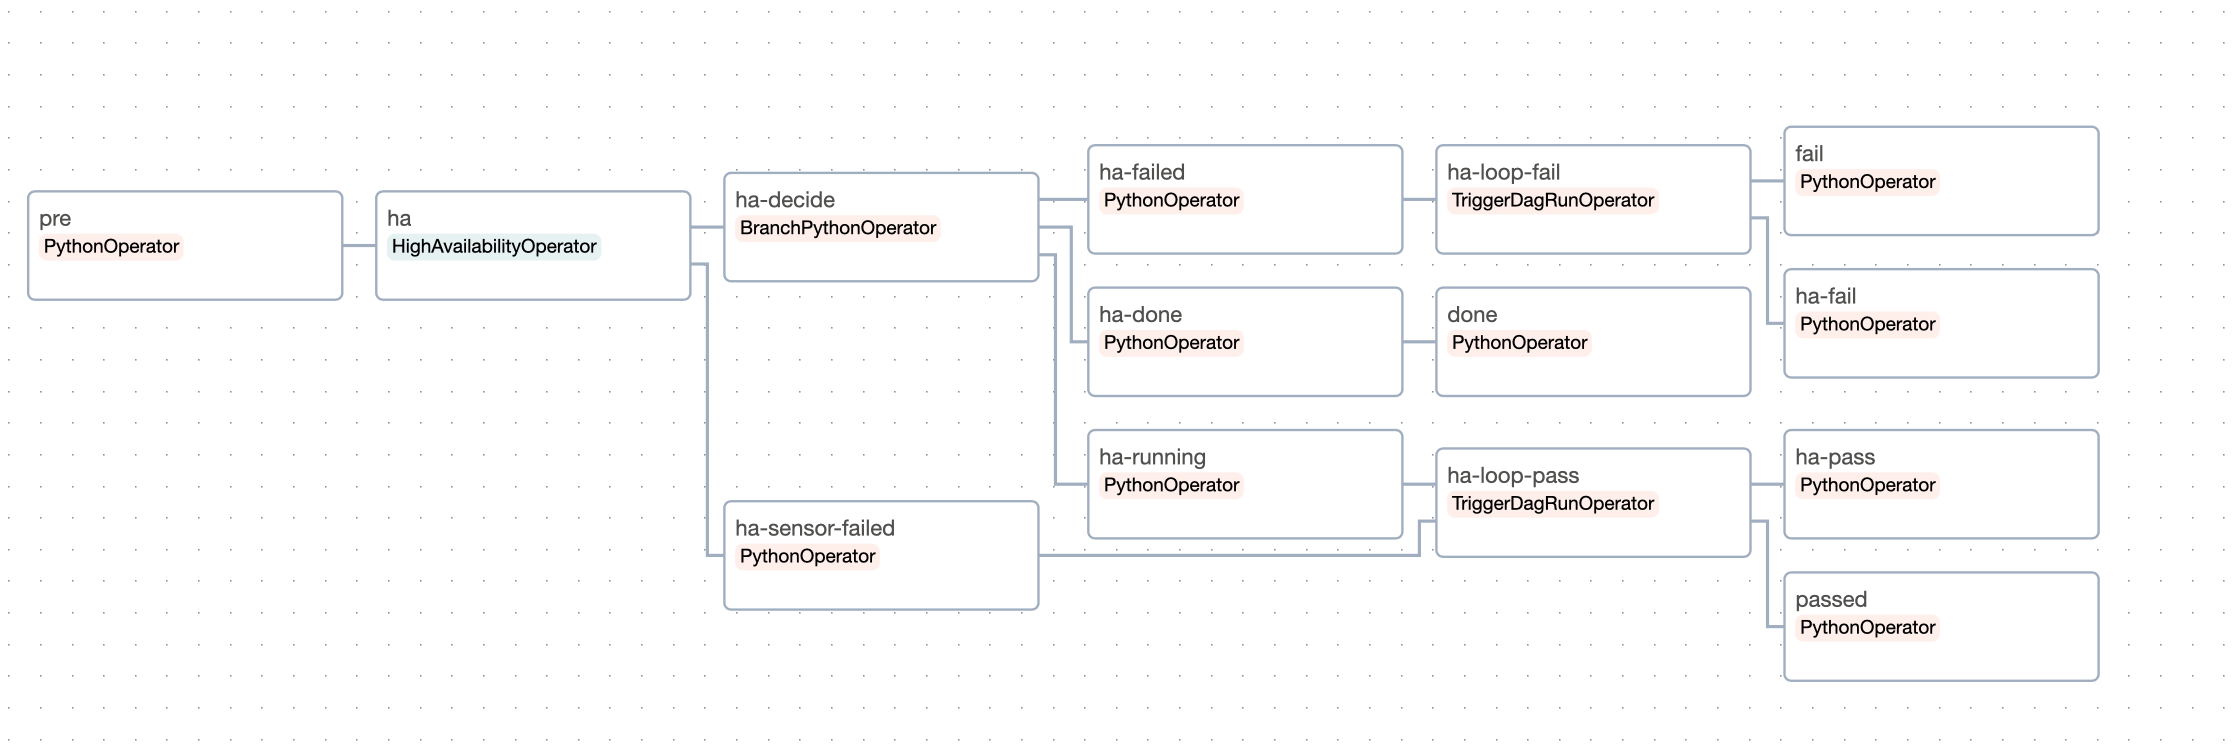 pre
PythonOperator
ha
HighAvailabilityOperator
ha-decide
BranchPythonOperator
ha-sensor-failed
PythonOperator
ha-failed
PythonOperator
ha-done
PythonOperator
ha-running
PythonOperator
ha-loop-fail
TriggerDagRunOperator
done
PythonOperator
ha-loop-pass
TriggerDagRunOperator
fail
PythonOperator
ha-fail
PythonOperator
ha-pass
PythonOperator
passed
PythonOperator